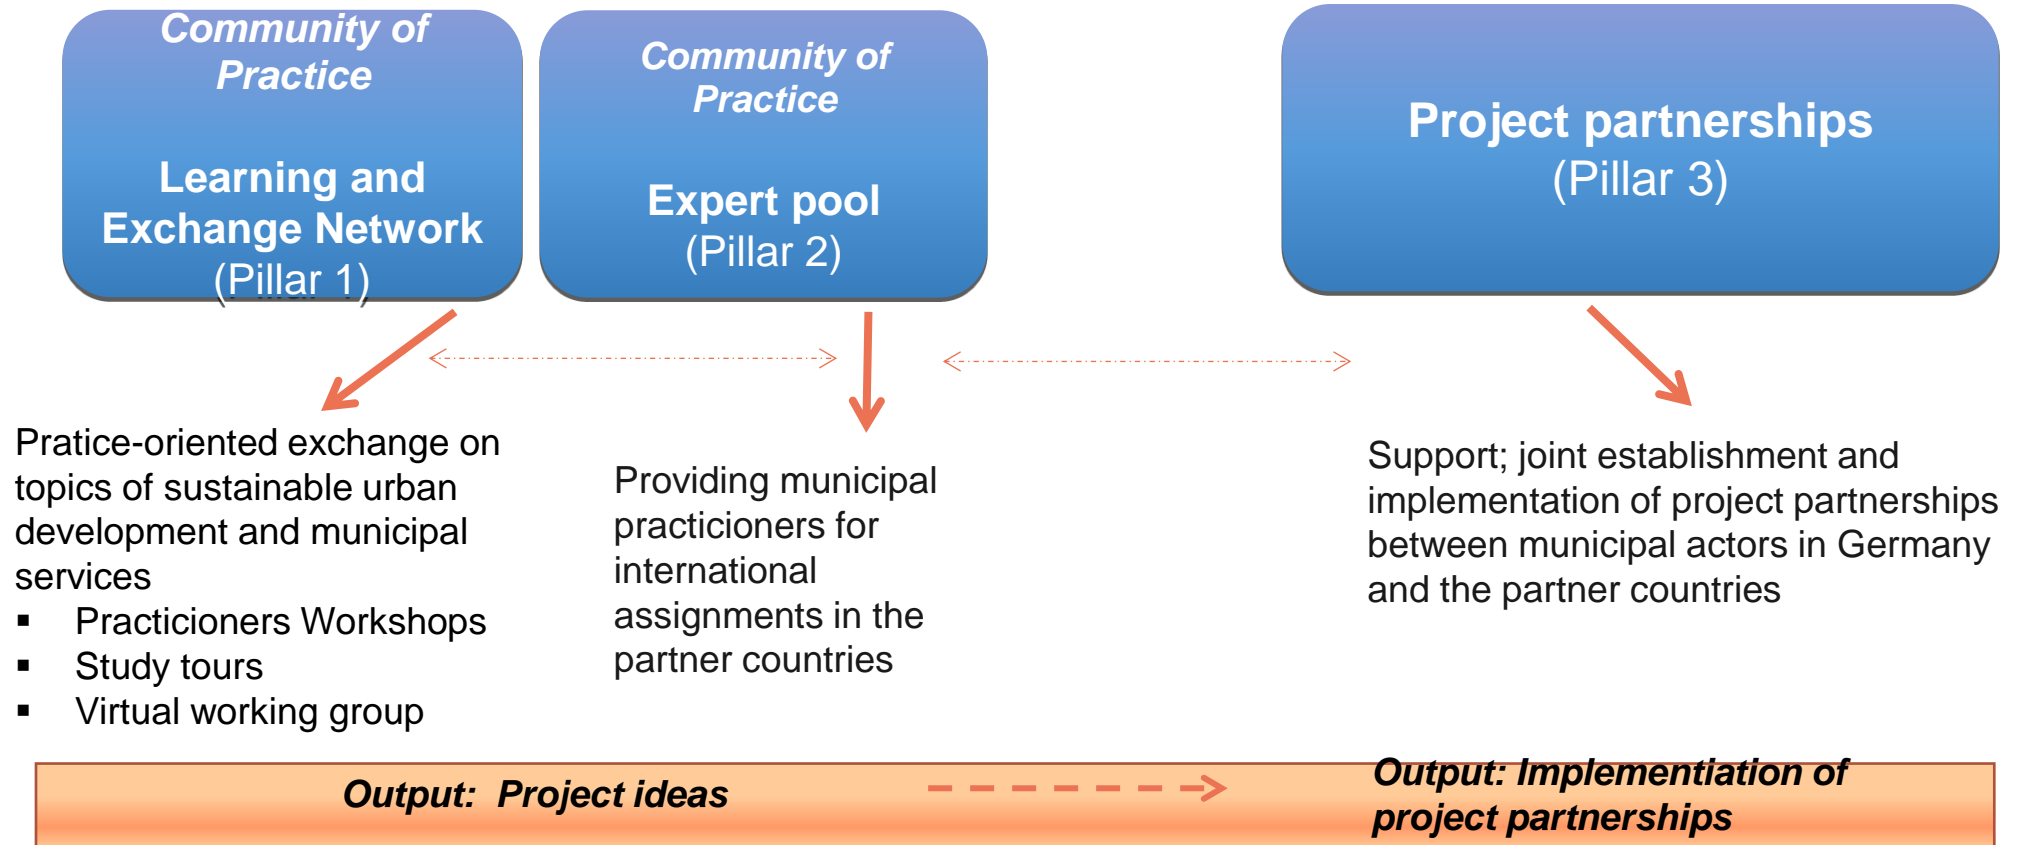 Community of
Practice
Learning and
Exchange Network
(Pillar 1)
Community of
Practice
Expert pool
(Pillar 2)
Project partnerships
(Pillar 3)
Pratice-oriented exchange on
topics of sustainable urban
development and municipal
services
▪ Practicioners Workshops
▪ Study tours
▪ Virtual working group
Providing municipal
practicioners for
international
assignments in the
partner countries
Support; joint establishment and
implementation of project partnerships
between municipal actors in Germany
and the partner countries
Output: Project ideas
Output: Implementiation of
project partnerships